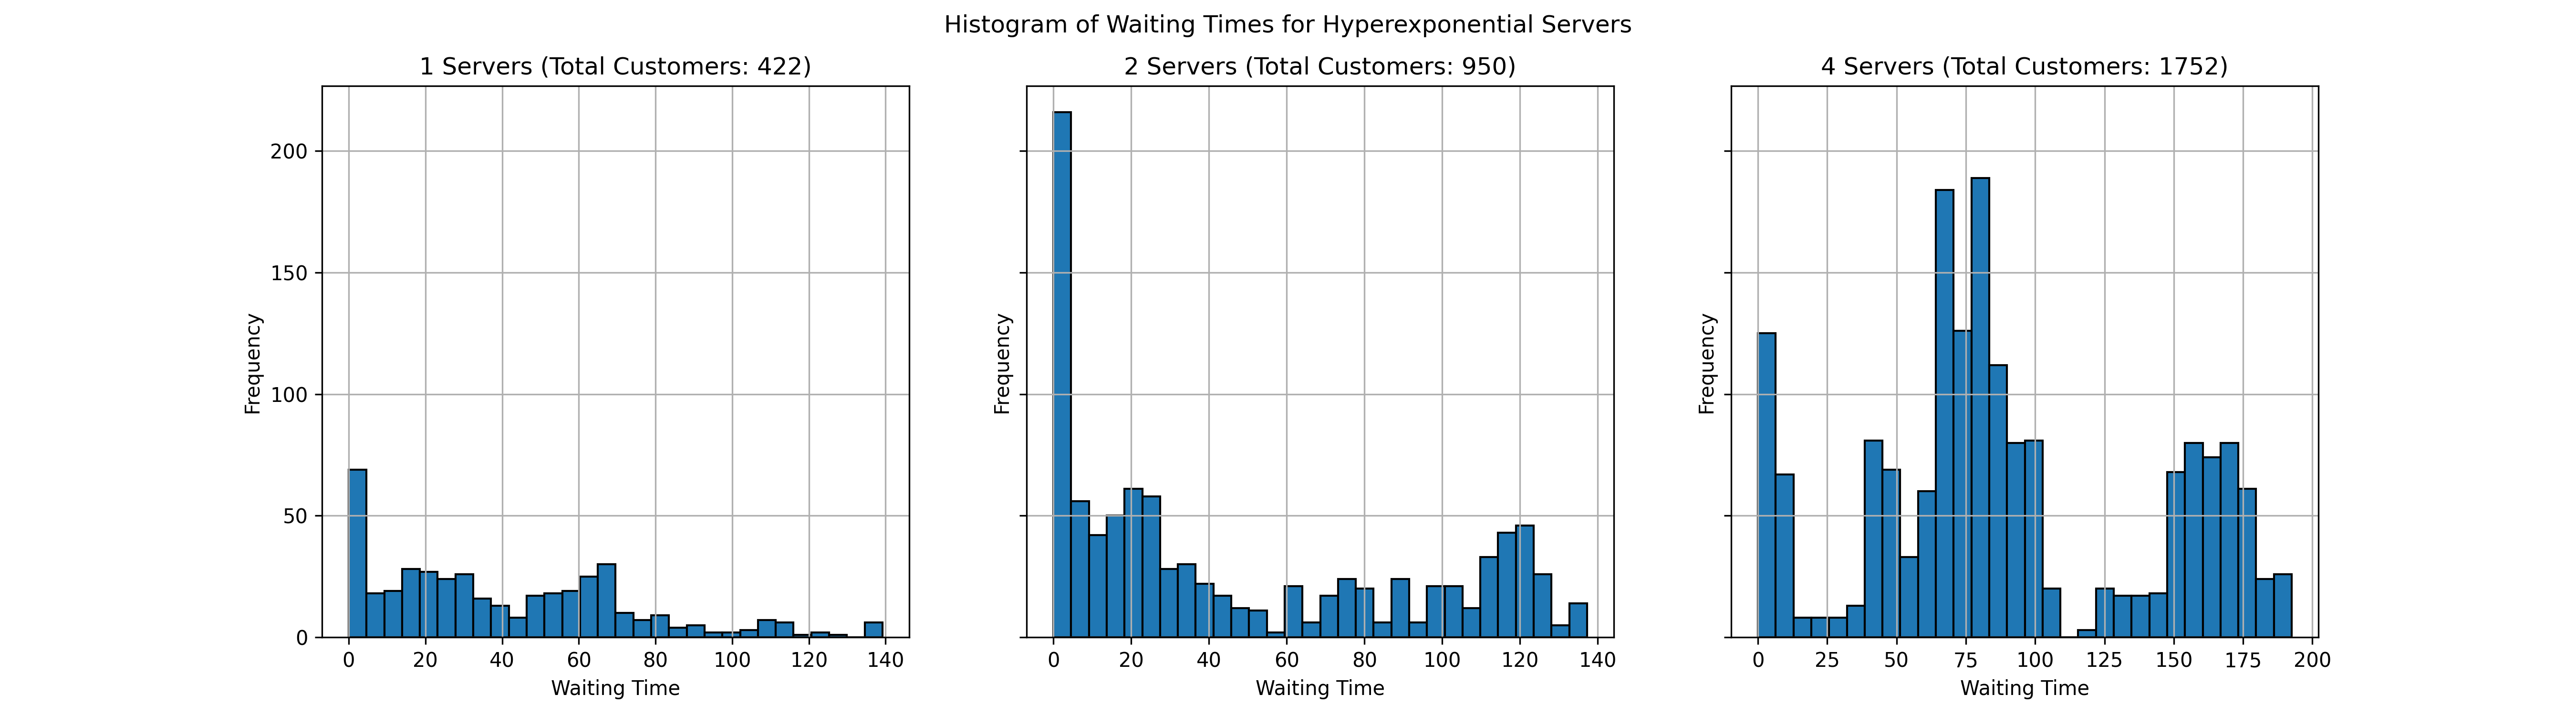 Histogram of Waiting Times for Hyperexponential Servers
1 Servers (Total Customers: 422)
Frequency
200
150
100
50
0
0 20 40 60 80 100 120 140
Waiting Time
2 Servers (Total Customers: 950)
Frequency
0 20 40 60 80 100 120 140
Waiting Time
4 Servers (Total Customers: 1752)
Frequency
0 25 50 75 100 125 150 175 200
Waiting Time